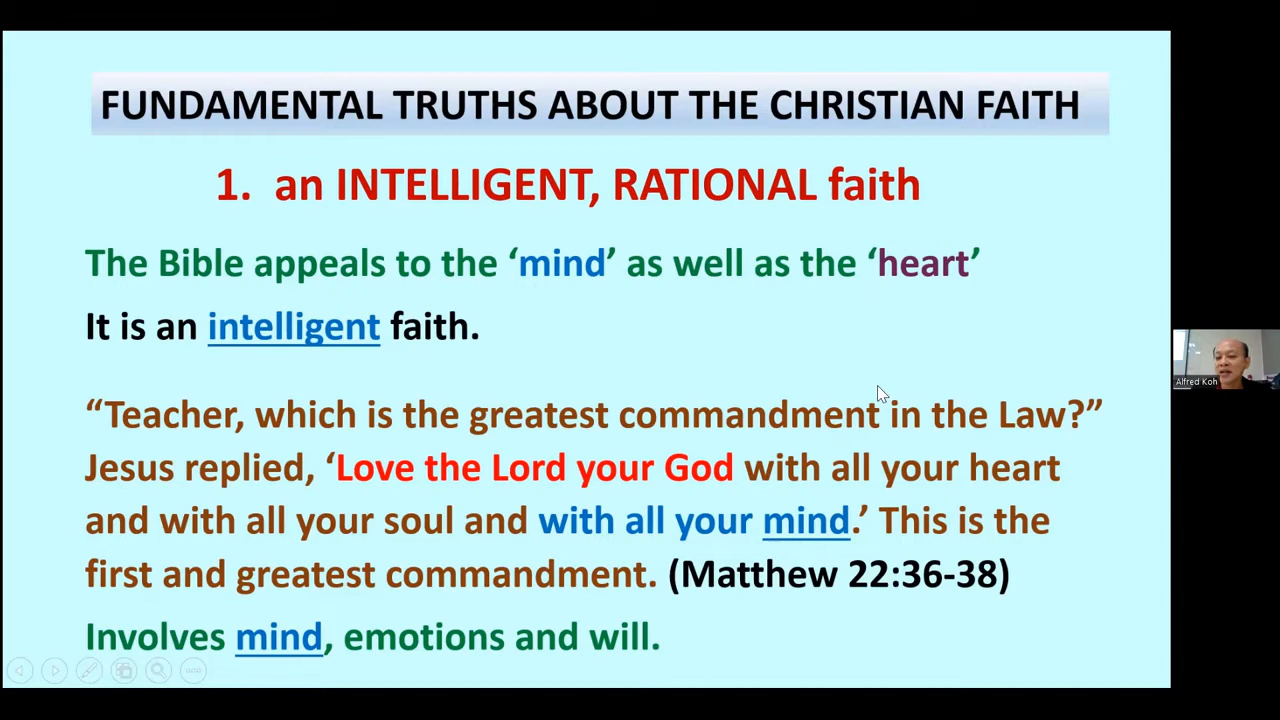 FUNDAMENTAL TRUTHS ABOUT THE CHRISTIAN FAITH
1. an INTELLIGENT, RATIONAL faith
The Bible appeals to the ‘mind’ as well as the ‘heart’
It is an intelligent faith.
“Teacher, which is the greatest commandment in the Law?”
Jesus replied, ‘Love the Lord your God with all your heart
and with all your soul and with all your mind.’ This is the
first and greatest commandment. (Matthew 22:36-38)
Involves mind, emotions and will.
Alfred Koh